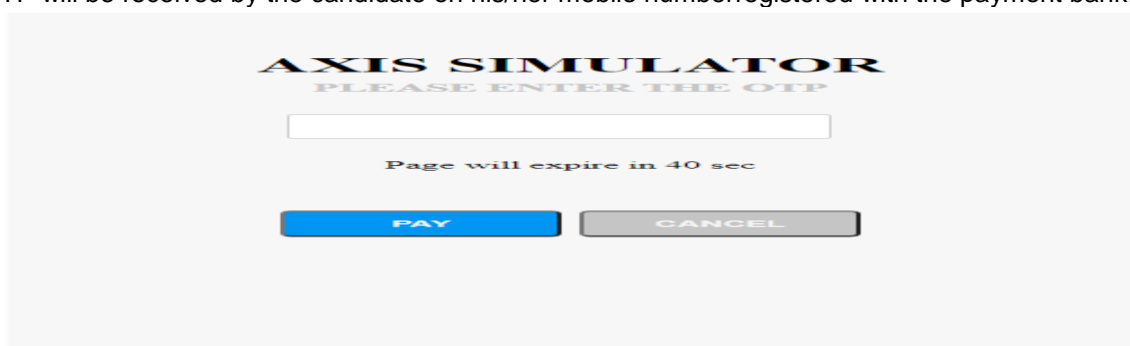 will be received by the candidate on his/her mobile numberregistered with the payment bank.
AXIS SIMULATOR
PLEASE ENTER THE OTP
Page will expire in 40 sec
PAY
CANCEL